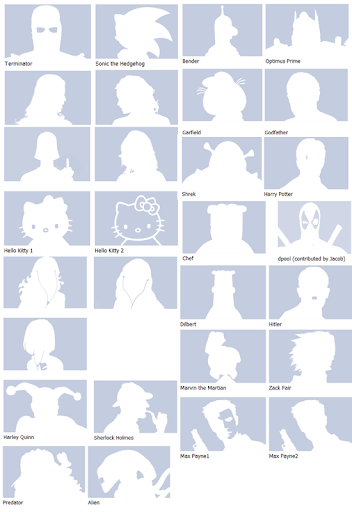 Terminator
Sonic the Hedgehog
Bender
Optimus Prime
Garfield
Godfather
Shrek
Harry Potter
Hello Kitty 1
Hello Kitty 2
Chef
dpool (contributed by Jacob)
Dilbert
Hitler
Marvin the Martian
Zack Fair
Harley Quinn
Sherlock Holmes
Max Payne1
Max Payne2
Predator
Alien